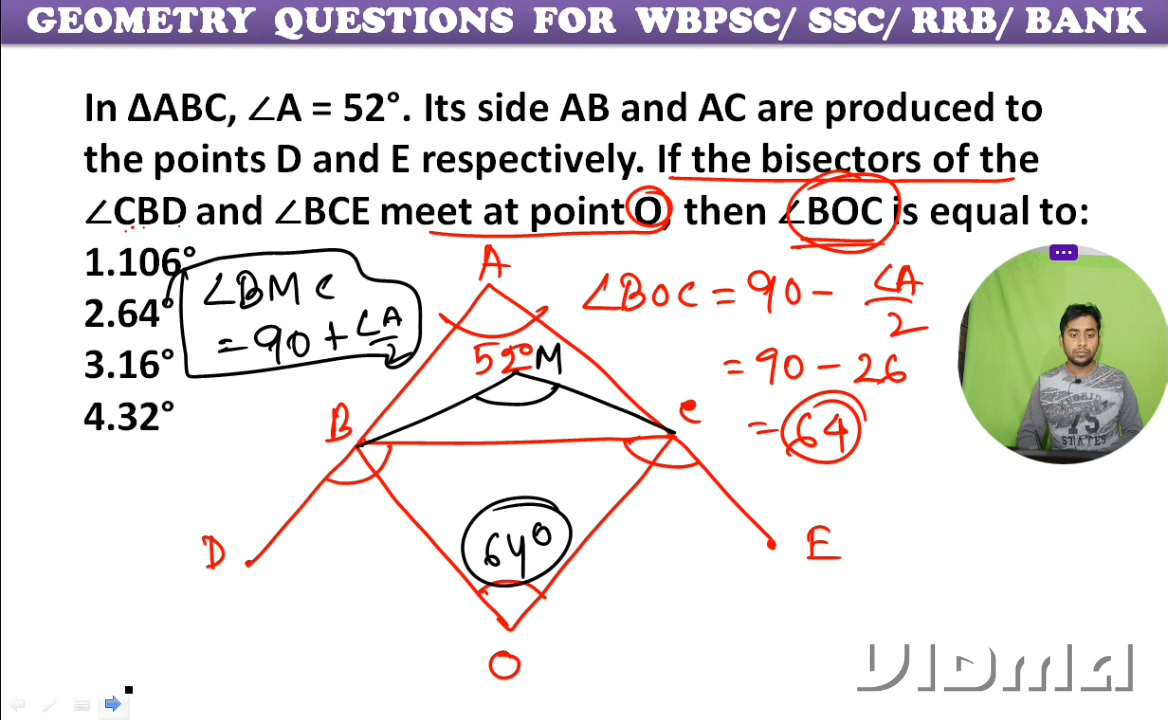 GEOMETRY QUESTIONS FOR WBPSC/ SSC/ RRB/ BANK
In ΔABC, ∠A = 52°. Its side AB and AC are produced to
the points D and E respectively. If the bisectors of the
∠CBD and ∠BCE meet at point O, then ∠BOC is equal to:
1.106°
2.64°
3.16°
4.32°
∠BMC
= 90 + ∠A/2
A
52°
M
B
C
D
E
64°
O
∠BOC = 90 - ∠A/2
= 90 - 26
= 64
75
STATES
VIDMA